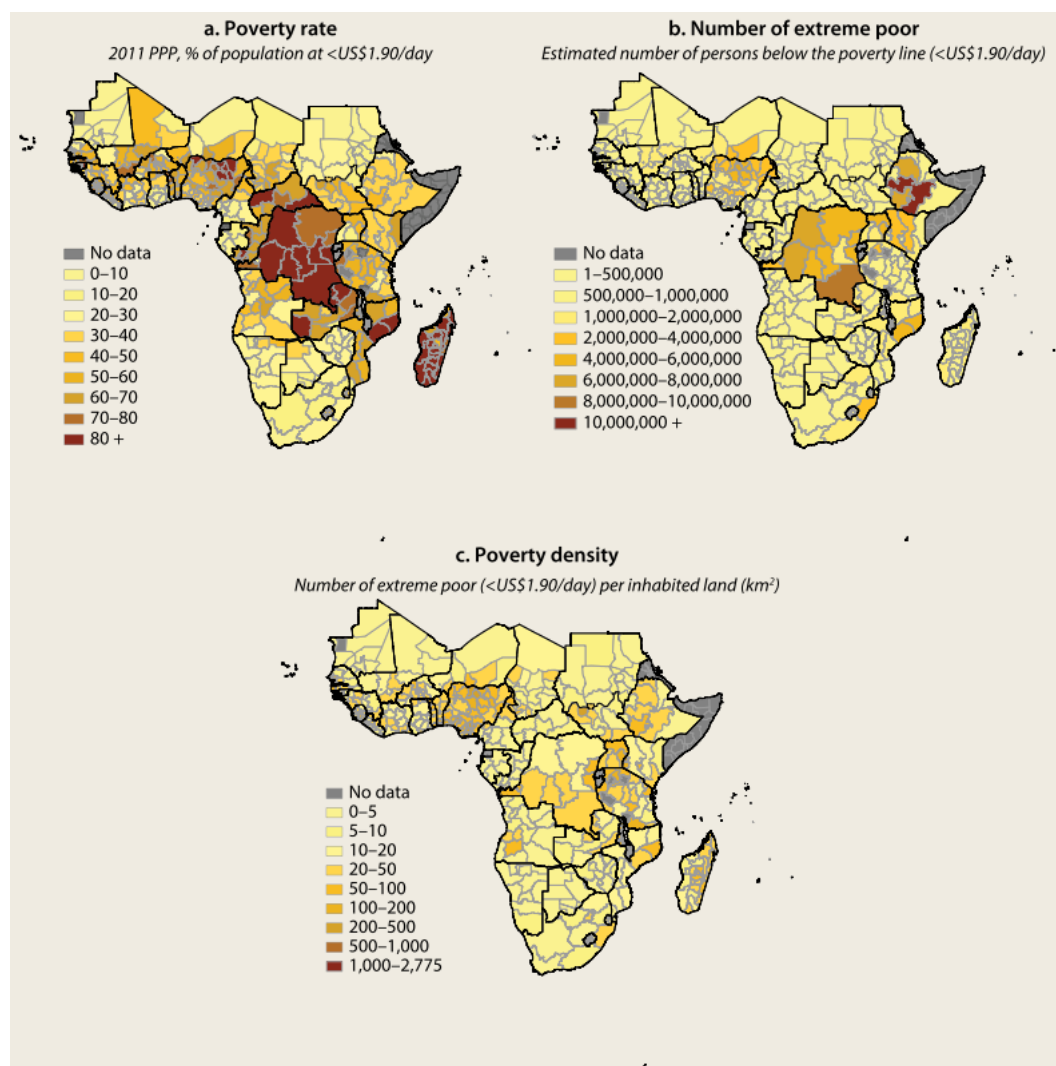 a. Poverty rate
2011 PPP, % of population at <US$1.90/day
No data
0–10
10–20
20–30
30–40
40–50
50–60
60–70
70–80
80 +
b. Number of extreme poor
Estimated number of persons below the poverty line (<US$1.90/day)
No data
1–500,000
500,000–1,000,000
1,000,000–2,000,000
2,000,000–4,000,000
4,000,000–6,000,000
6,000,000–8,000,000
8,000,000–10,000,000
10,000,000 +
c. Poverty density
Number of extreme poor (<US$1.90/day) per inhabited land (km²)
No data
0–5
5–10
10–20
20–50
50–100
100–200
200–500
500–1,000
1,000–2,775